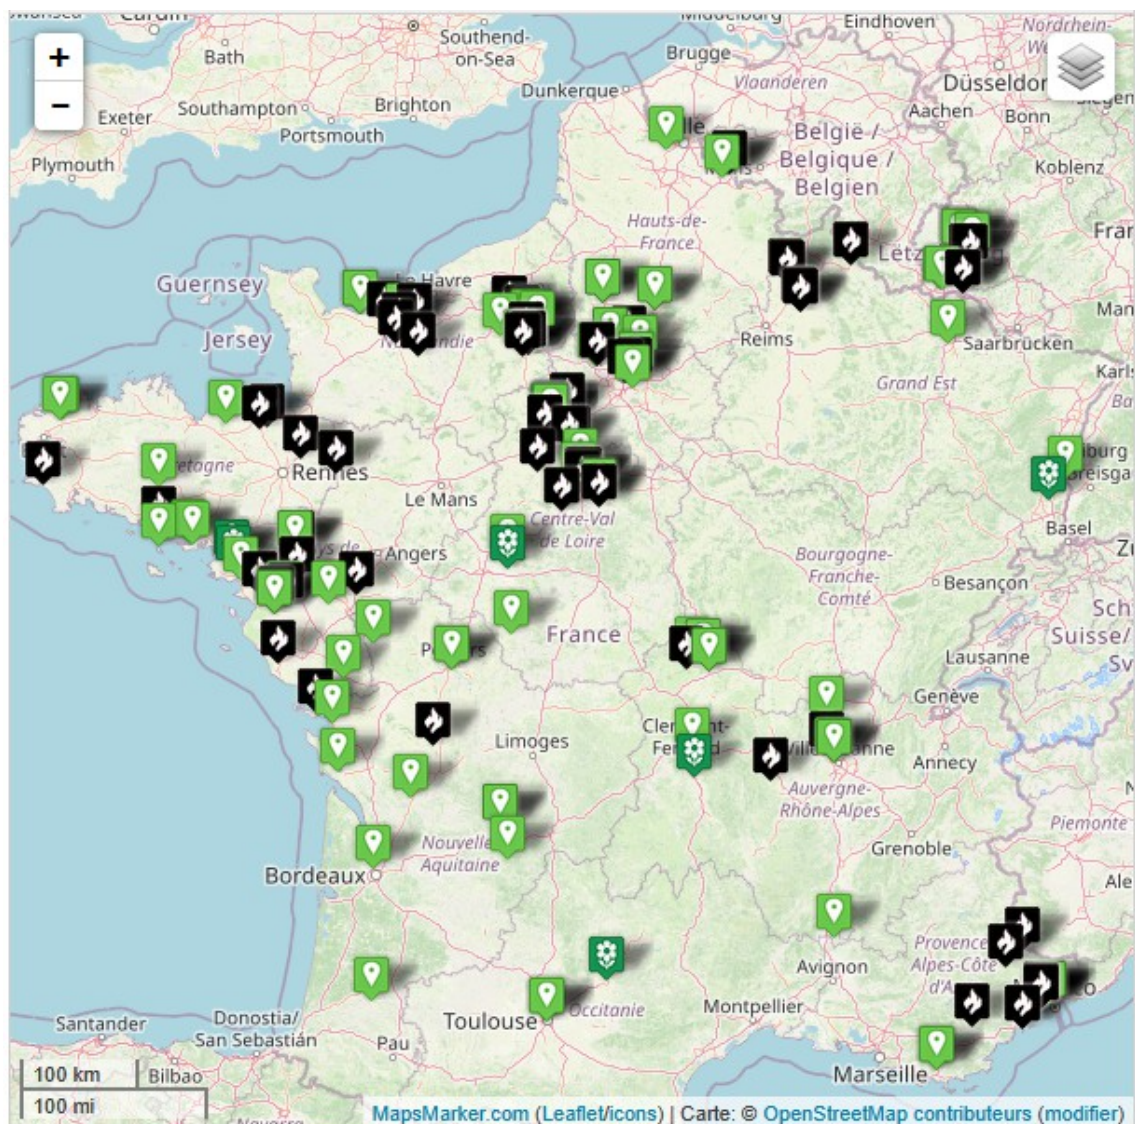 Southend-
on-Sea
Eindhoven
Bath
Brugge
Vlaanderen
Düsseldor
Dunkerque
Aachen
Southampton
Brighton
Exeter
Portsmouth
België /
Belgique /
Belgien
Bonn
Plymouth
Koblenz
Hauts-de-
France
Guernsey
Le Havre
Jersey
Reims
Saarbrücken
Grand Est
Rennes
Le Mans
Centre-Val
de Loire
Angers
Basel
Bourgogne-
Franche-
Comté
Besançon
France
Suisse/
Lausanne
Genève
Limoges
Annecy
Auvergne-
Rhône-Alpes
Piemonte
Nouvelle
Aquitaine
Grenoble
Bordeaux
Provence
Alpes-Côte
d'A
Avignon
Occitanie
Montpellier
Toulouse
Santander
Donostia/
San Sebastián
Pau
Marseille
Bilbao
+
−
100 km
100 mi
MapsMarker.com (Leaflet/icons) | Carte: © OpenStreetMap contributeurs (modifier)